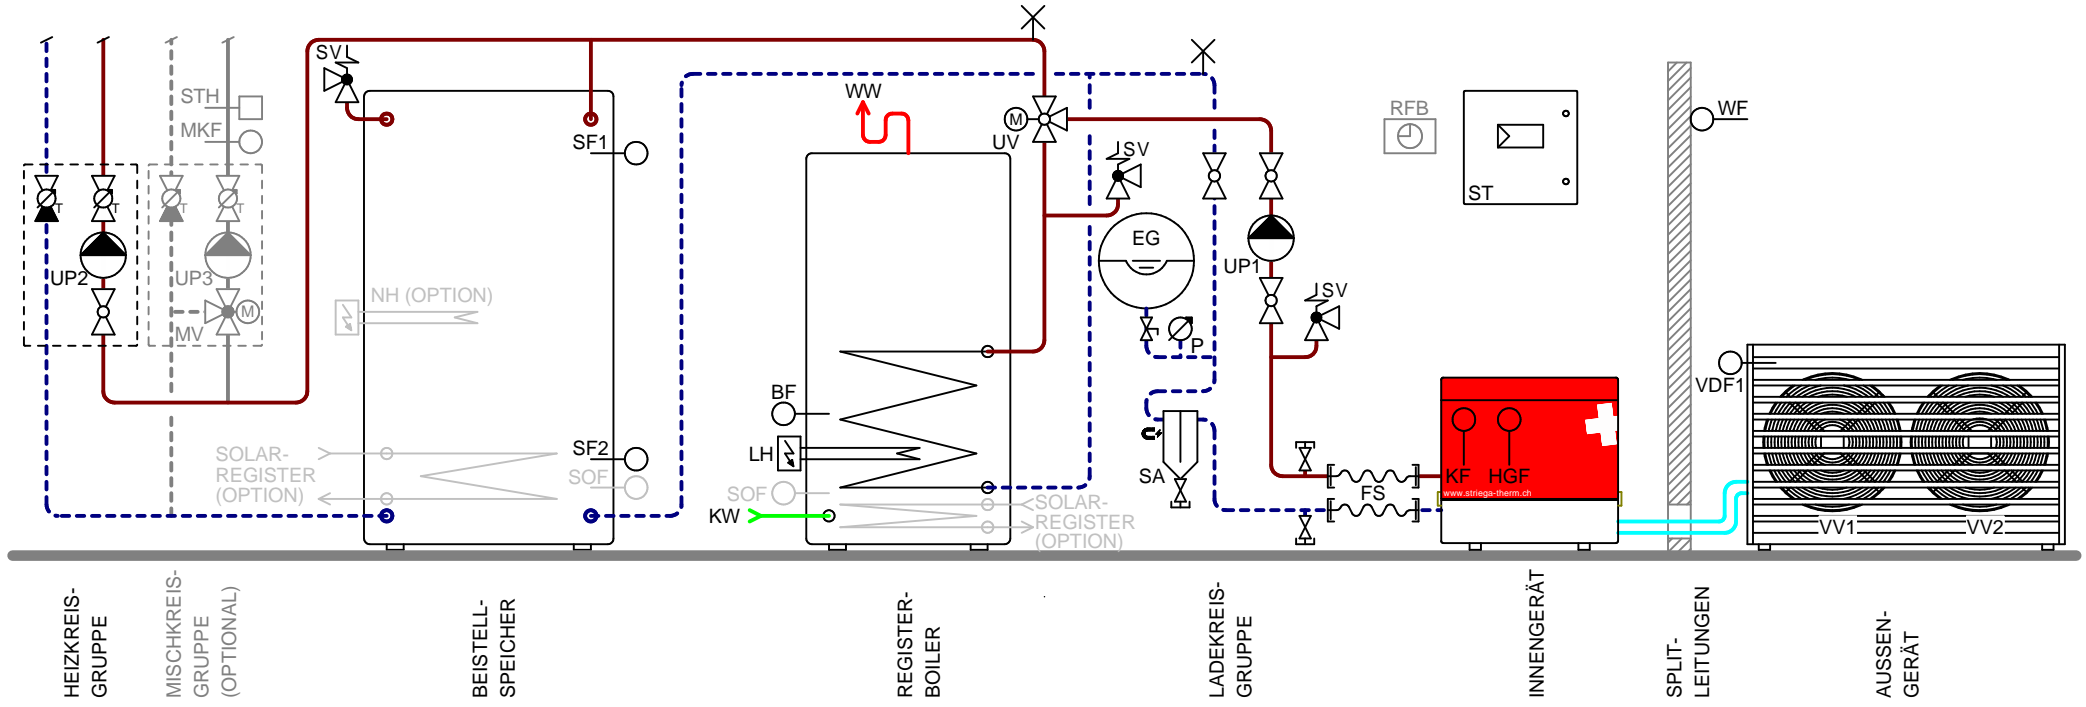 SV
WW
STH
MKF
SF1
UV
M
SV
RFB
ST
WF
T
T
T
T
EG
UP2
UP3
UP1
NH (OPTION)
SV
M
MV
P
VDF1
BF
SOLAR-
REGISTER
(OPTION)
SF2
SOF
LH
SOF
KW
SOLAR-
REGISTER
(OPTION)
SA
FS
KF
HGF
www.striega-therm.ch
VV1
VV2
HEIZKREIS-
GRUPPE
MISCHKREIS-
GRUPPE
(OPTIONAL)
BEISTELL-
SPEICHER
REGISTER-
BOILER
LADEKREIS-
GRUPPE
INNENGERÄT
SPLIT-
LEITUNGEN
AUSSEN-
GERÄT